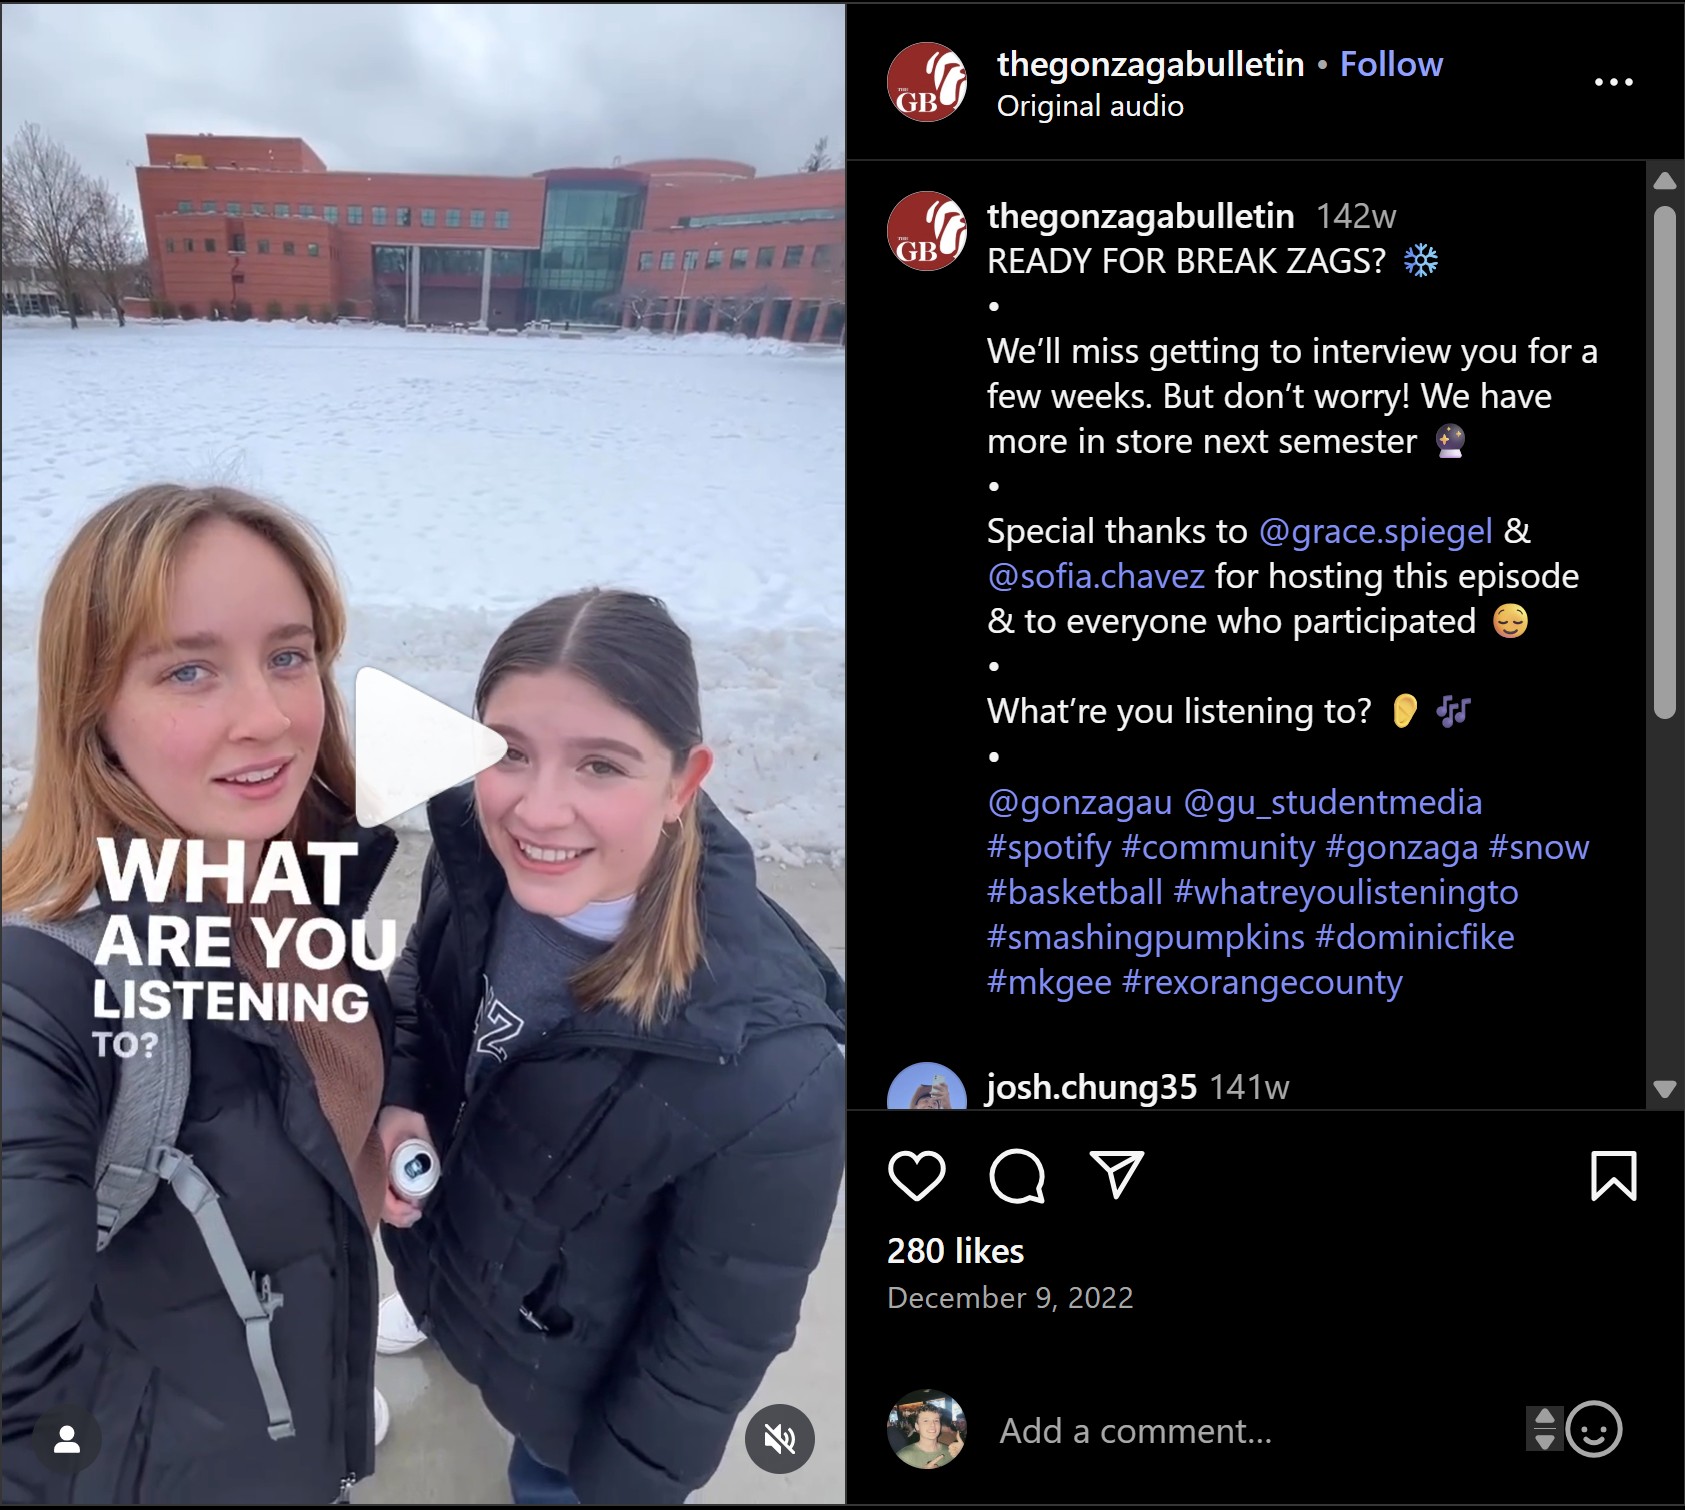 WHAT
ARE YOU
LISTENING
TO?
THE
GB
thegonzagabulletin • Follow
Original audio
THE
GB
thegonzagabulletin 142w
READY FOR BREAK ZAGS? ❄️
•
We’ll miss getting to interview you for a
few weeks. But don’t worry! We have
more in store next semester 🔮
•
Special thanks to @grace.spiegel &
@sofia.chavez for hosting this episode
& to everyone who participated 😌
•
What’re you listening to? 👂 🎶
•
@gonzagau @gu_studentmedia
#spotify #community #gonzaga #snow
#basketball #whatreyoulisteningto
#smashingpumpkins #dominicfike
#mkgee #rexorangecounty
josh.chung35 141w
280 likes
December 9, 2022
Add a comment...